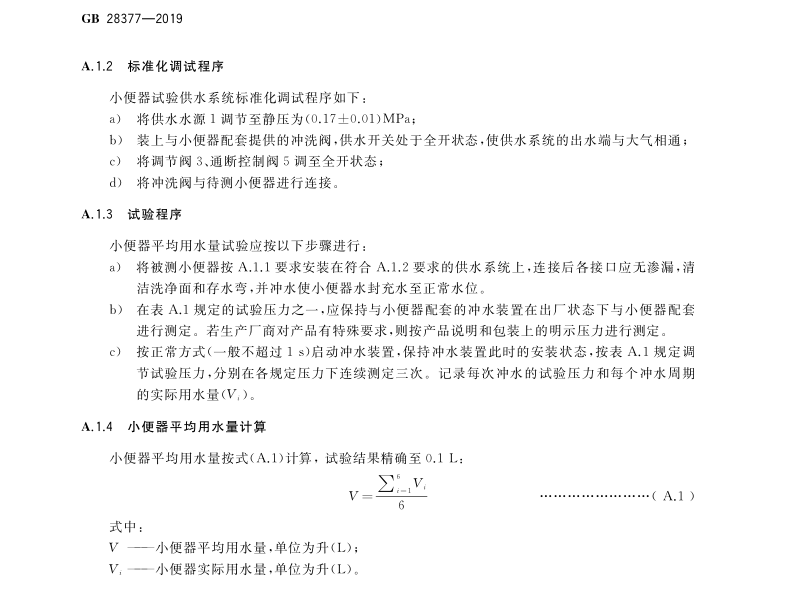 GB 28377—2019
A.1.2 标准化调试程序
小便器试验供水系统标准化调试程序如下:
a) 将供水水源 1 调节至静压为(0.17±0.01)MPa;
b) 装上与小便器配套提供的冲洗阀,供水开关处于全开状态,使供水系统的出水端与大气相通;
c) 将调节阀 3、通断控制阀 5 调至全开状态;
d) 将冲洗阀与待测小便器进行连接。
A.1.3 试验程序
小便器平均用水量试验应按以下步骤进行:
a) 将被测小便器按 A.1.1 要求安装在符合 A.1.2 要求的供水系统上,连接后各接口应无渗漏,清
洁洗净面和存水弯,并冲水使小便器水封充水至正常水位。
b) 在表 A.1 规定的试验压力之一,应保持与小便器配套的冲水装置在出厂状态下与小便器配套
进行测定。若生产厂商对产品有特殊要求,则按产品说明和包装上的明示压力进行测定。
c) 按正常方式(一般不超过 1 s)启动冲水装置,保持冲水装置此时的安装状态,按表 A.1 规定调
节试验压力,分别在各规定压力下连续测定三次。记录每次冲水的试验压力和每个冲水周期
的实际用水量(Vᵢ)。
A.1.4 小便器平均用水量计算
小便器平均用水量按式(A.1)计算,试验结果精确至 0.1 L:
V = ∑⁶ᵢ₌₁Vᵢ / 6 ……………………( A.1 )
式中:
V ——小便器平均用水量,单位为升(L);
Vᵢ ——小便器实际用水量,单位为升(L)。